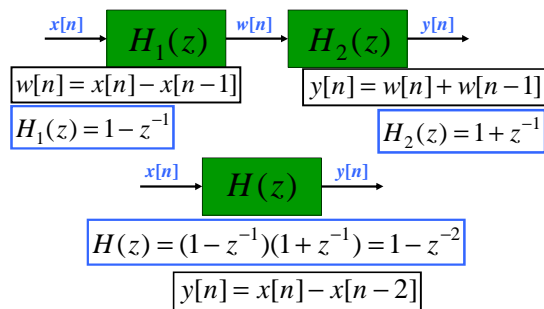 x[n] w[n] y[n]
H₁(z) H₂(z)
w[n] = x[n] − x[n−1] y[n] = w[n] + w[n−1]
H₁(z) = 1 − z⁻¹ H₂(z) = 1 + z⁻¹
x[n] y[n]
H(z)
H(z) = (1 − z⁻¹)(1 + z⁻¹) = 1 − z⁻²
y[n] = x[n] − x[n−2]